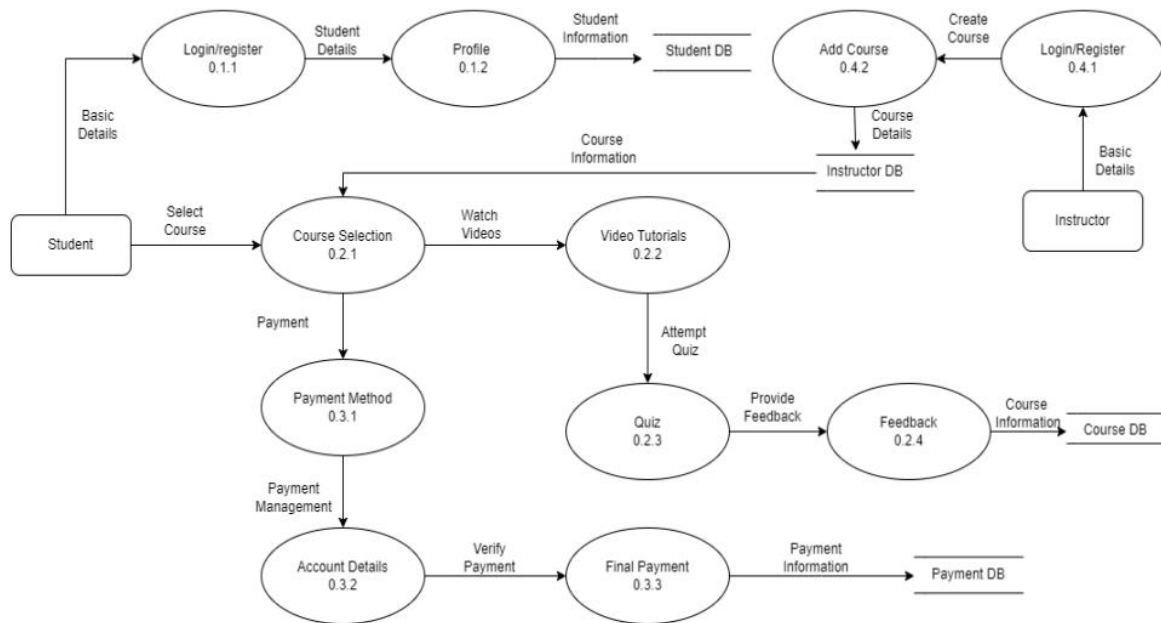 Login/register
0.1.1
Student
Details
Profile
0.1.2
Student
Information
Student DB
Add Course
0.4.2
Create
Course
Login/Register
0.4.1
Basic
Details
Course
Information
Course
Details
Instructor DB
Basic
Details
Student
Select
Course
Course Selection
0.2.1
Watch
Videos
Video Tutorials
0.2.2
Instructor
Payment
Attempt
Quiz
Payment Method
0.3.1
Quiz
0.2.3
Provide
Feedback
Feedback
0.2.4
Course
Information
Course DB
Payment
Management
Account Details
0.3.2
Verify
Payment
Final Payment
0.3.3
Payment
Information
Payment DB